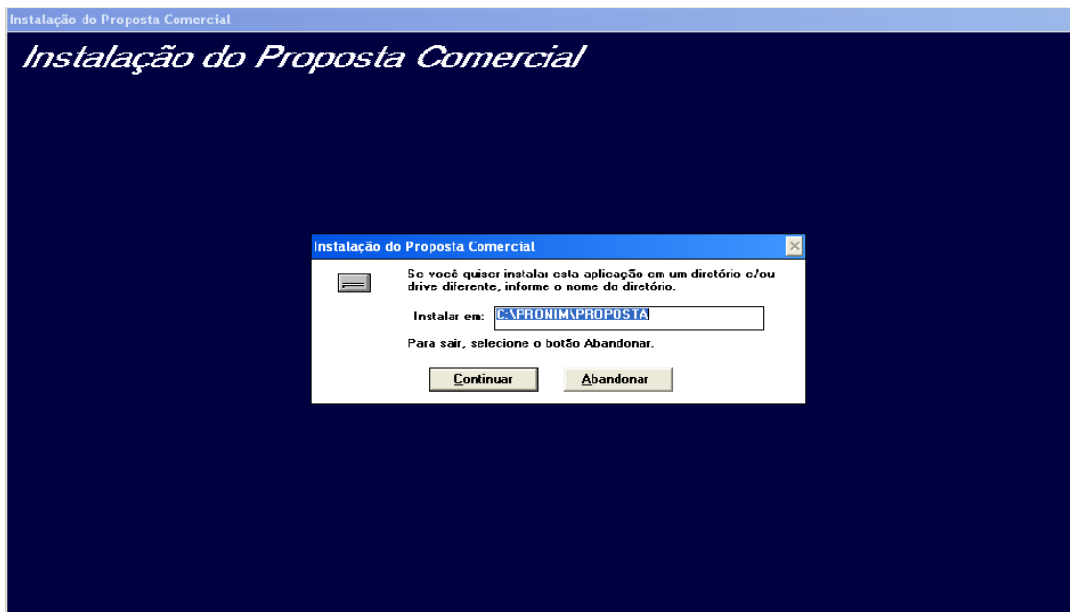 Instalação do Proposta Comercial
Instalação do Proposta Comercial
Instalação do Proposta Comercial
Se você quiser instalar esta aplicação em um diretório e/ou
drive diferente, informe o nome do diretório.
Instalar em: C:\PRONIM\PROPOSTA
Para sair, selecione o botão Abandonar.
Continuar Abandonar